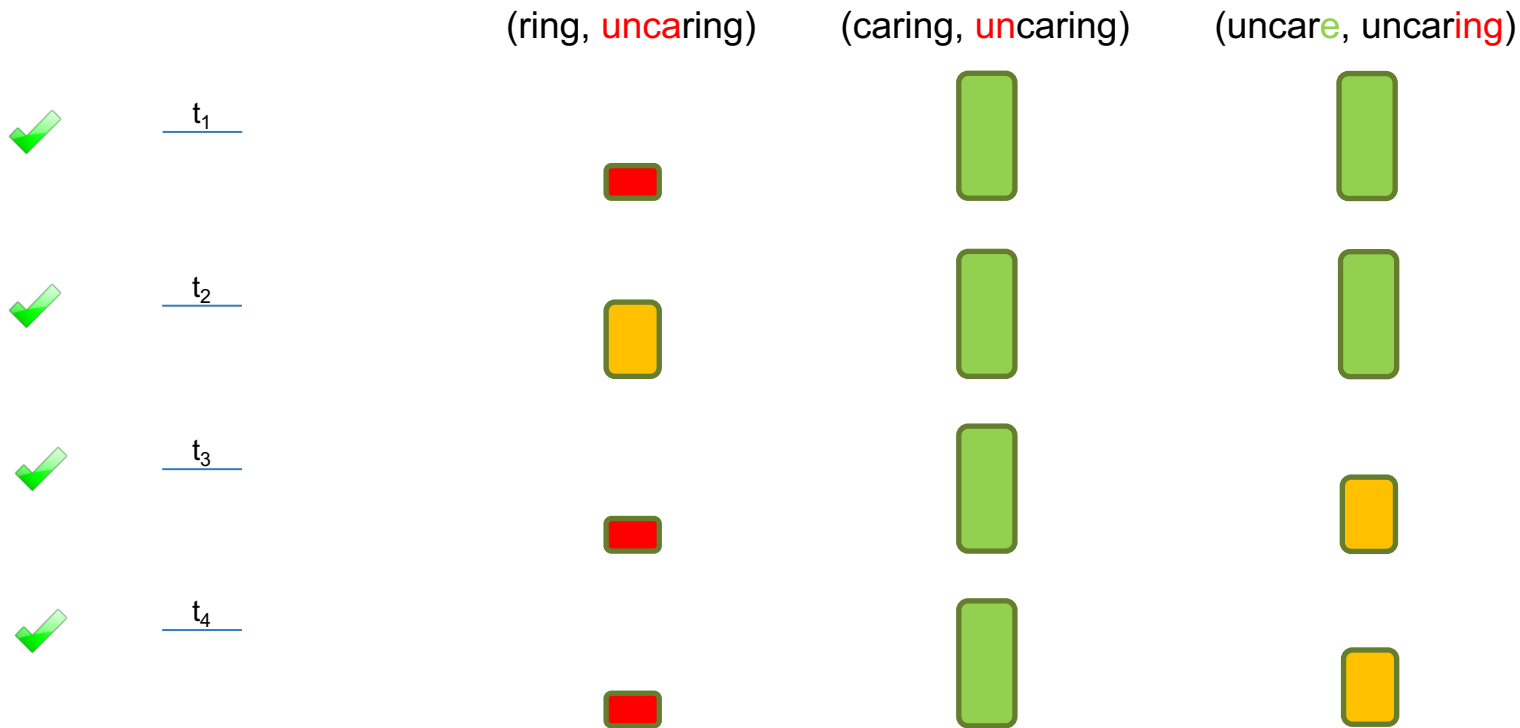 (ring, uncaring) (caring, uncaring) (uncare, uncaring)
t₁
t₂
t₃
t₄